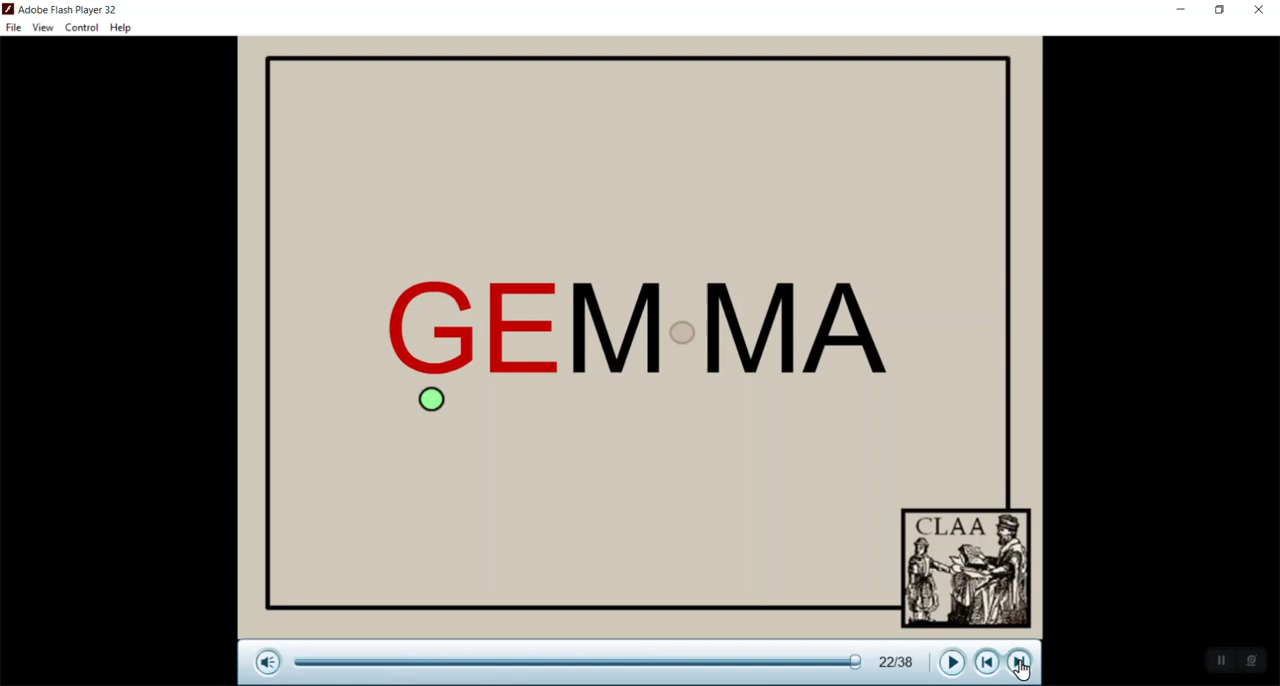 Adobe Flash Player 32
File View Control Help
GEM MA
CLAA
22/38